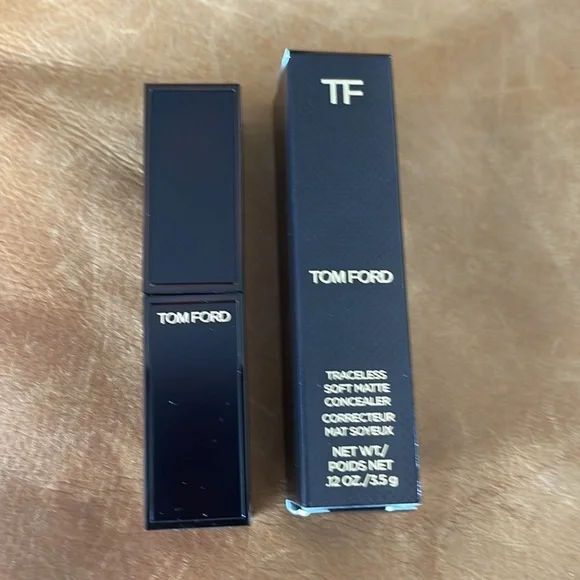 TOM FORD
TF
TOM FORD
TRACELESS
SOFT MATTE
CONCEALER
CORRECTEUR
MAT SOYEUX
NET WT./
POIDS NET
.12 OZ./3.5 g